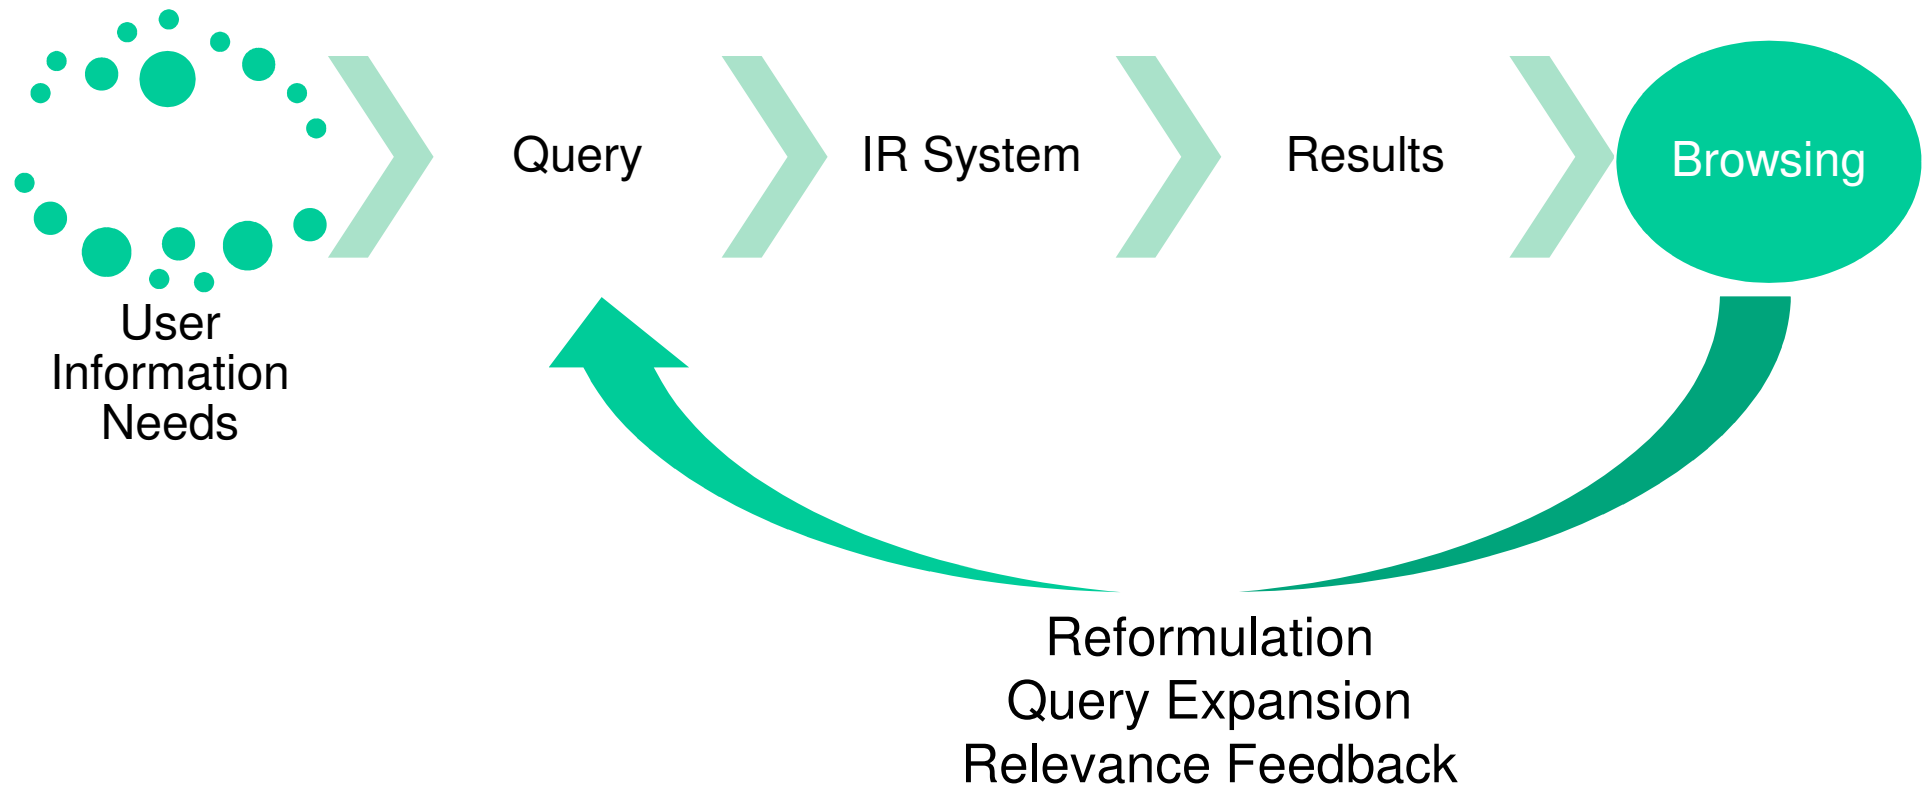 User
Information
Needs
Query
IR System
Results
Browsing
Reformulation
Query Expansion
Relevance Feedback